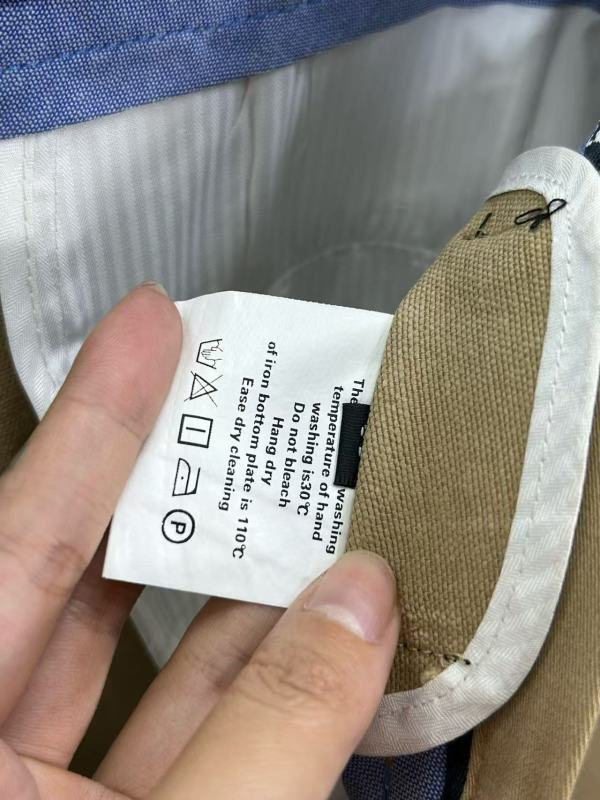 The washing
temperature of hand
washing is30℃
Do not bleach
Hang dry
of iron bottom plate is 110℃
Ease dry cleaning
P